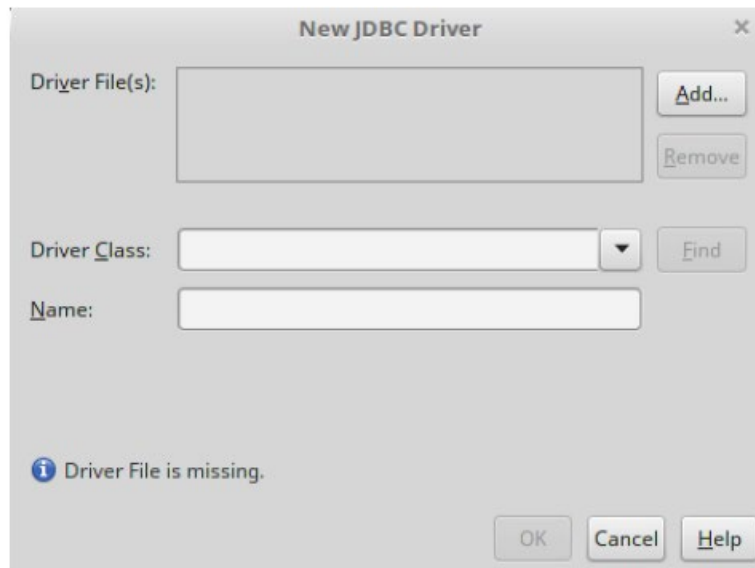 New JDBC Driver
Driver File(s):
Add...
Remove
Driver Class:
Find
Name:
Driver File is missing.
OK
Cancel
Help